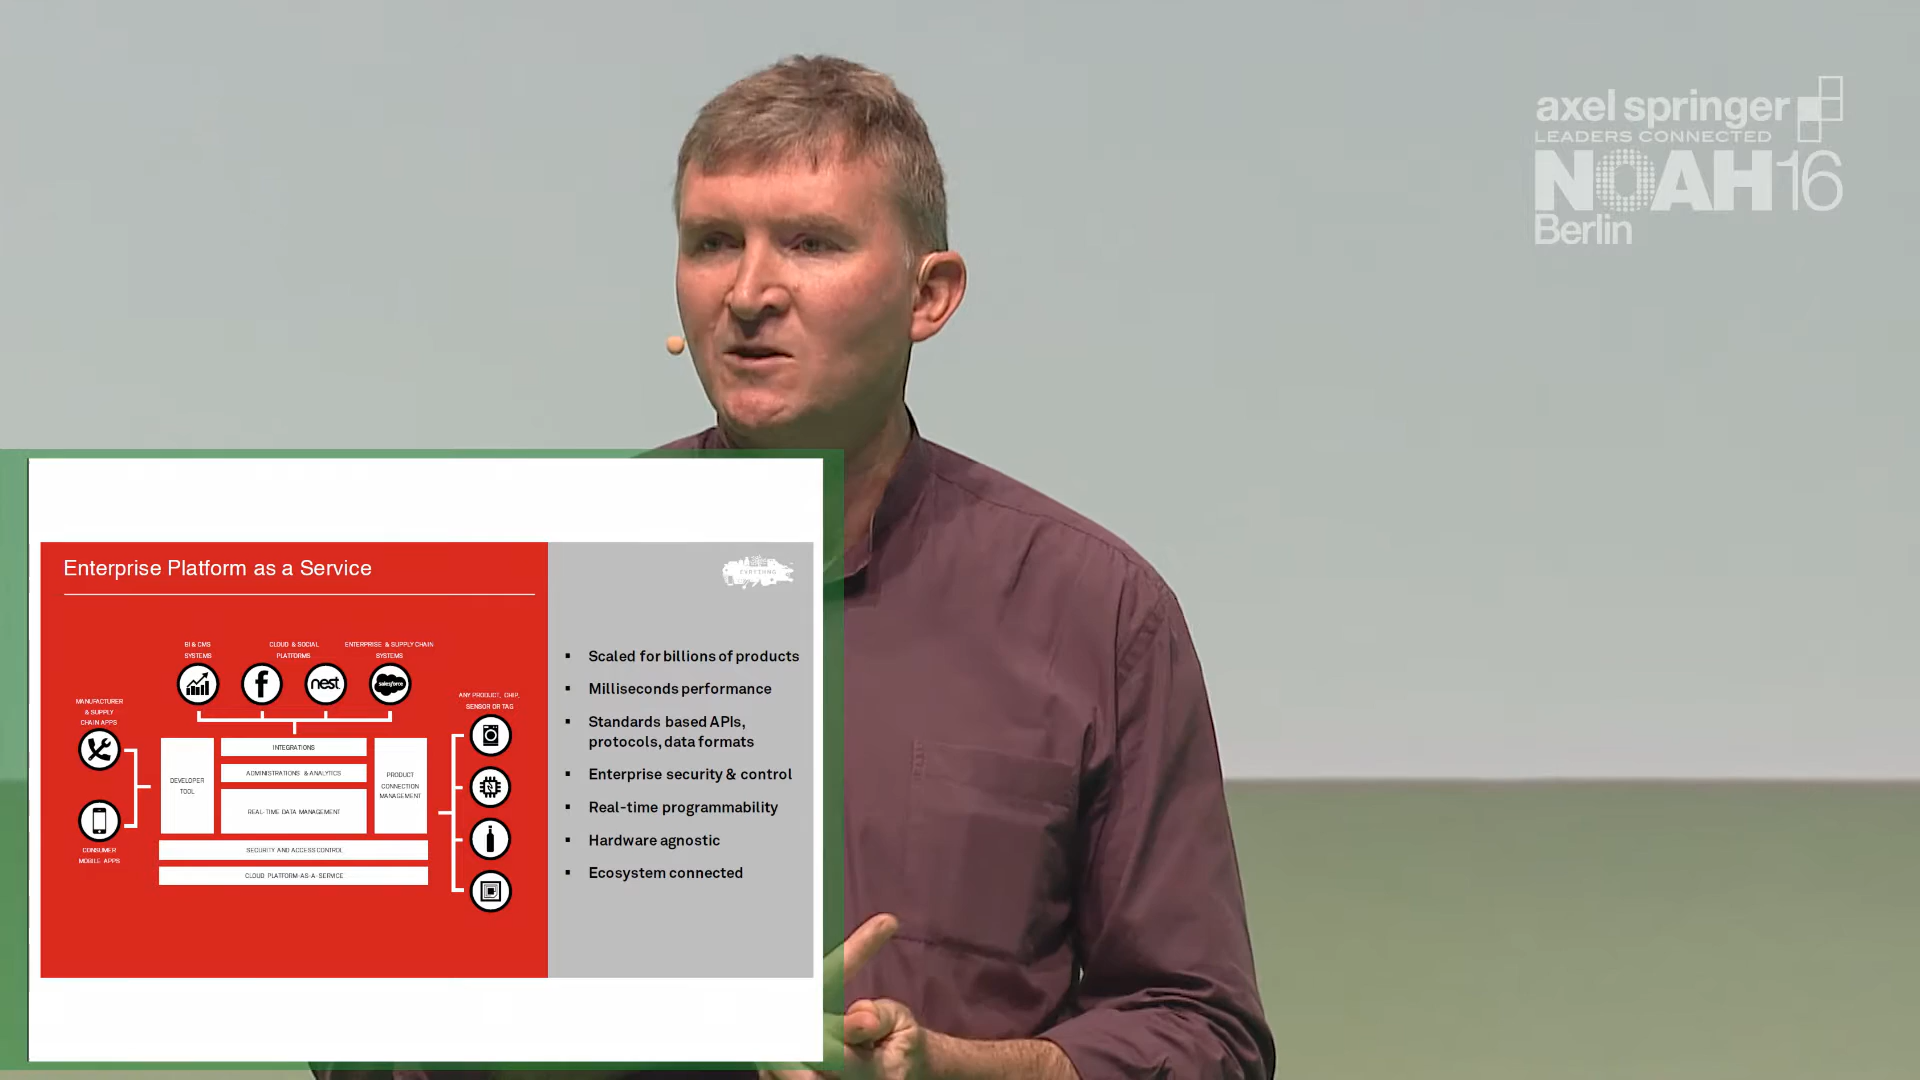 axel springer
LEADERS CONNECTED
NOAH16
Berlin
Enterprise Platform as a Service
EVRYTHNG
BI & CMS
SYSTEMS
CLOUD & SOCIAL
PLATFORMS
ENTERPRISE & SUPPLY CHAIN
SYSTEMS
f
nest
salesforce
MANUFACTURER
& SUPPLY
CHAIN APPS
CONSUMER
MOBILE APPS
ANY PRODUCT, CHIP,
SENSOR OR TAG
DEVELOPER
TOOL
INTEGRATIONS
ADMINISTRATIONS & ANALYTICS
REAL-TIME DATA MANAGEMENT
PRODUCT
CONNECTION
MANAGEMENT
SECURITY AND ACCESS CONTROL
CLOUD PLATFORM-AS-A-SERVICE
▪ Scaled for billions of products
▪ Milliseconds performance
▪ Standards based APIs,
protocols, data formats
▪ Enterprise security & control
▪ Real-time programmability
▪ Hardware agnostic
▪ Ecosystem connected